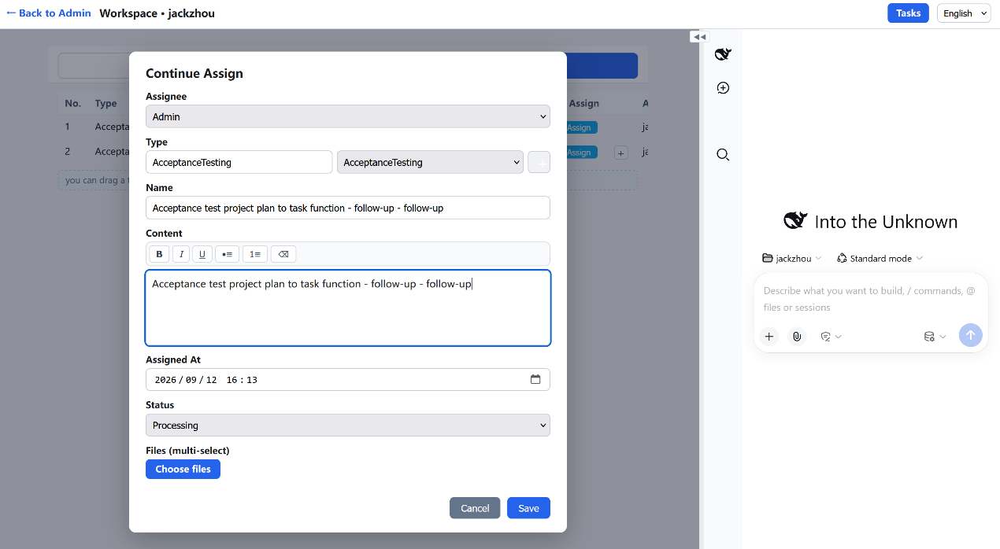 ← Back to Admin Workspace • jackzhou Tasks English
Continue Assign
Assignee
Admin
Type
AcceptanceTesting AcceptanceTesting +
Name
Acceptance test project plan to task function - follow-up - follow-up
Content
B I U •≡ 1≡ ⌫
Acceptance test project plan to task function - follow-up - follow-up
Assigned At
2026/09/12 16:13
Status
Processing
Files (multi-select)
Choose files
Cancel Save
No. Type Assign A
1 Accepta Assign ja
2 Accepta Assign + ja
you can drag a t
Into the Unknown
jackzhou Standard mode
Describe what you want to build, / commands, @
files or sessions